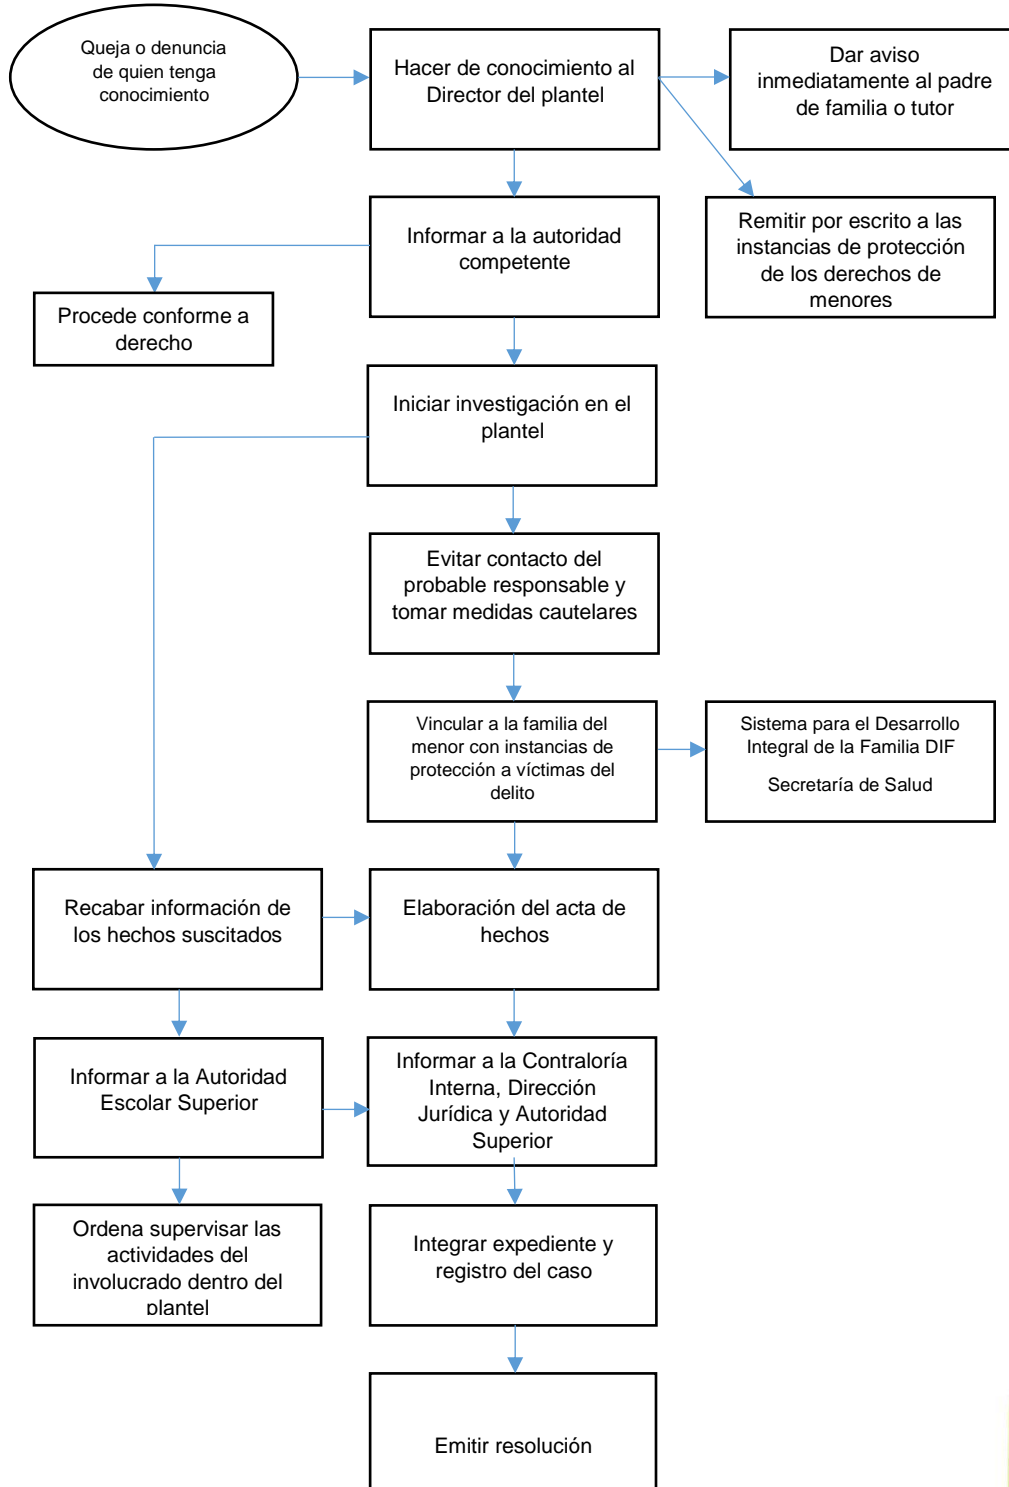 Queja o denuncia
de quien tenga
conocimiento
Hacer de conocimiento al
Director del plantel
Dar aviso
inmediatamente al padre
de familia o tutor
Informar a la autoridad
competente
Remitir por escrito a las
instancias de protección
de los derechos de
menores
Procede conforme a
derecho
Iniciar investigación en el
plantel
Evitar contacto del
probable responsable y
tomar medidas cautelares
Vincular a la familia del
menor con instancias de
protección a víctimas del
delito
Sistema para el Desarrollo
Integral de la Familia DIF
Secretaría de Salud
Recabar información de
los hechos suscitados
Elaboración del acta de
hechos
Informar a la Autoridad
Escolar Superior
Informar a la Contraloría
Interna, Dirección
Jurídica y Autoridad
Superior
Ordena supervisar las
actividades del
involucrado dentro del
plantel
Integrar expediente y
registro del caso
Emitir resolución